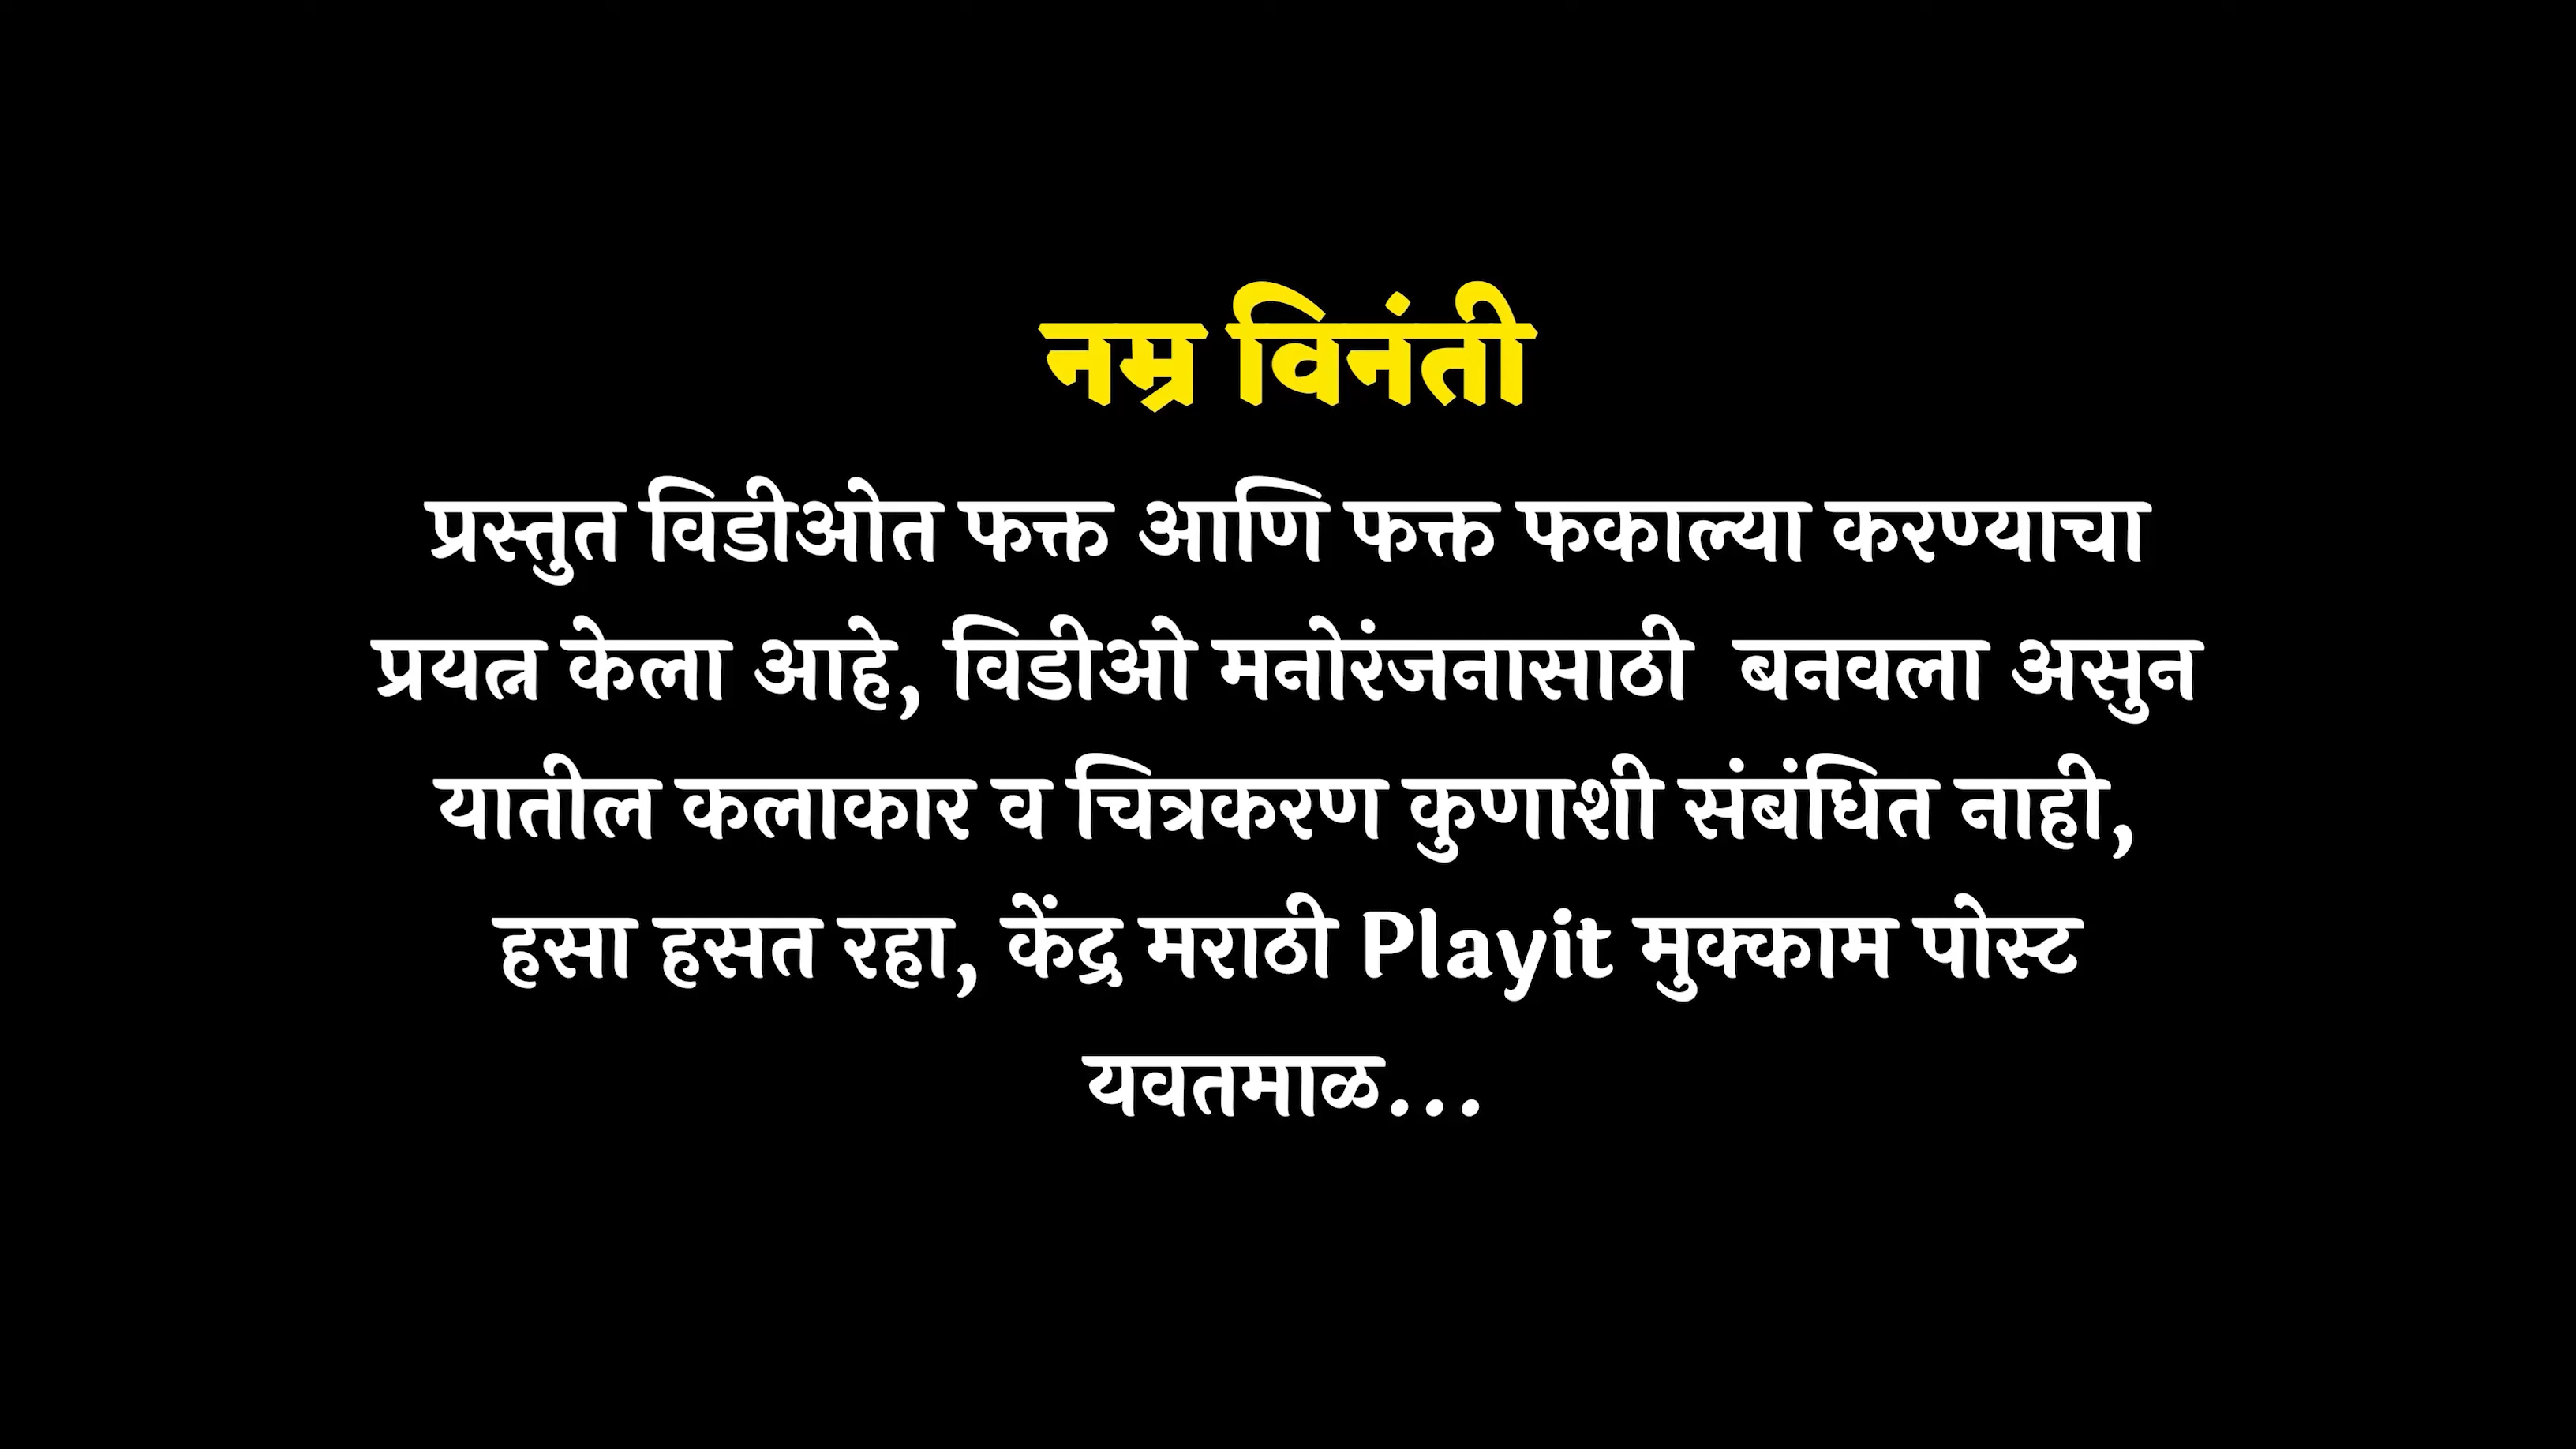 नम्र विनंती
प्रस्तुत विडीओत फक्त आणि फक्त फकाल्या करण्याचा
प्रयत्न केला आहे, विडीओ मनोरंजनासाठी  बनवला असुन
यातील कलाकार व चित्रकरण कुणाशी संबंधित नाही,
हसा हसत रहा, केंद्र मराठी Playit मुक्काम पोस्ट
यवतमाळ...